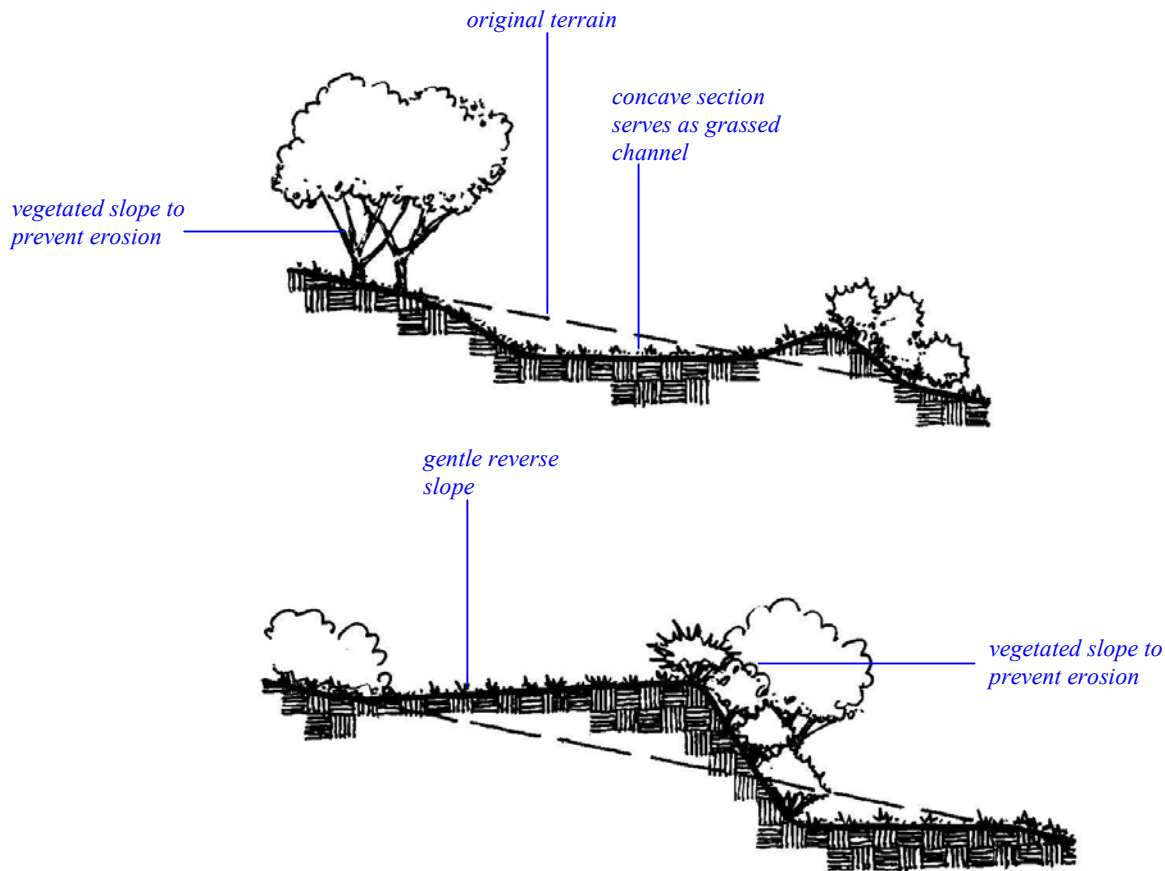 original terrain
concave section
serves as grassed
channel
vegetated slope to
prevent erosion
gentle reverse
slope
vegetated slope to
prevent erosion